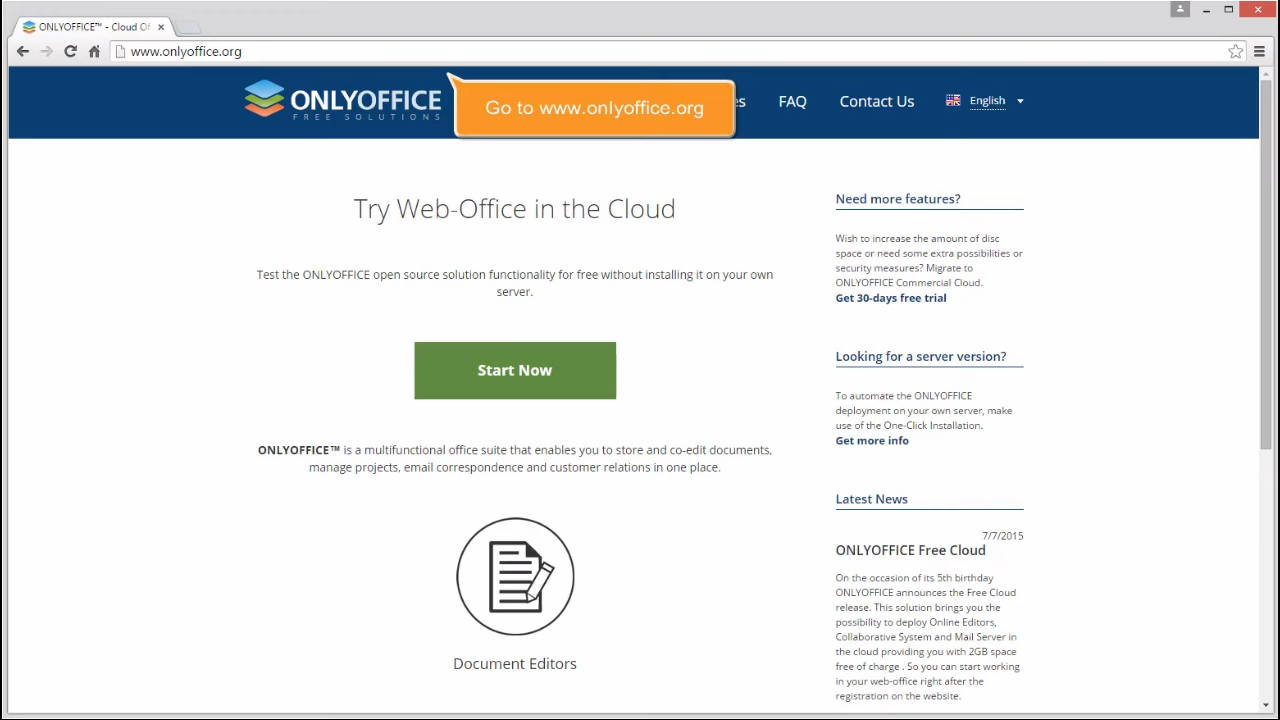 ONLYOFFICE™ - Cloud Of
www.onlyoffice.org
ONLYOFFICE
FREE SOLUTIONS
Go to www.onlyoffice.org
es
FAQ
Contact Us
English
Try Web-Office in the Cloud
Test the ONLYOFFICE open source solution functionality for free without installing it on your own
server.
Start Now
ONLYOFFICE™ is a multifunctional office suite that enables you to store and co-edit documents,
manage projects, email correspondence and customer relations in one place.
Document Editors
Need more features?
Wish to increase the amount of disc
space or need some extra possibilities or
security measures? Migrate to
ONLYOFFICE Commercial Cloud.
Get 30-days free trial
Looking for a server version?
To automate the ONLYOFFICE
deployment on your own server, make
use of the One-Click Installation.
Get more info
Latest News
7/7/2015
ONLYOFFICE Free Cloud
On the occasion of its 5th birthday
ONLYOFFICE announces the Free Cloud
release. This solution brings you the
possibility to deploy Online Editors,
Collaborative System and Mail Server in
the cloud providing you with 2GB space
free of charge . So you can start working
in your web-office right after the
registration on the website.